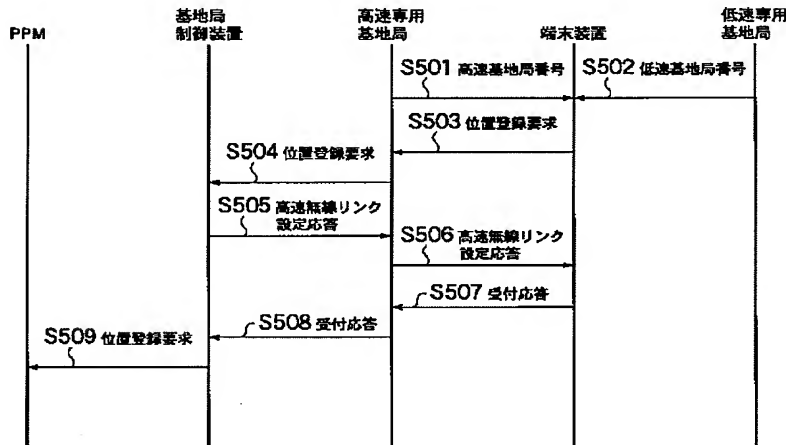 PPM
基地局
制御装置
高速専用
基地局
端末装置
低速専用
基地局
S501 高速基地局番号
S502 低速基地局番号
S503 位置登録要求
S504 位置登録要求
S505 高速無線リンク
設定応答
S506 高速無線リンク
設定応答
S507 受付応答
S508 受付応答
S509 位置登録要求